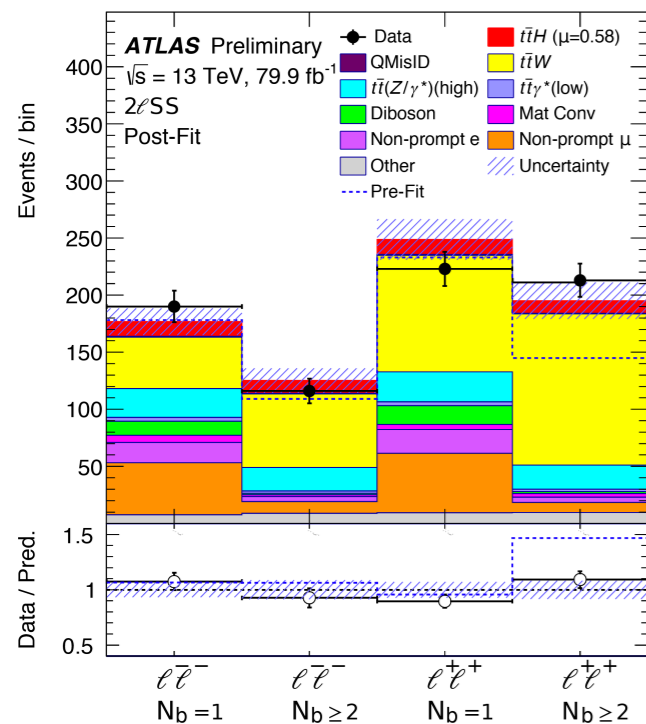 ATLAS Preliminary
√s = 13 TeV, 79.9 fb⁻¹
2ℓSS
Post-Fit
Data
tt̄H (μ=0.58)
QMisID
tt̄W
tt̄(Z/γ*)(high)
tt̄γ*(low)
Diboson
Mat Conv
Non-prompt e
Non-prompt μ
Other
Uncertainty
Pre-Fit
Events / bin
400
350
300
250
200
150
100
50
Data / Pred.
1.5
1
0.5
ℓ⁻ℓ⁻ ℓ⁻ℓ⁻ ℓ⁺ℓ⁺ ℓ⁺ℓ⁺
N_b=1 N_b≥2 N_b=1 N_b≥2